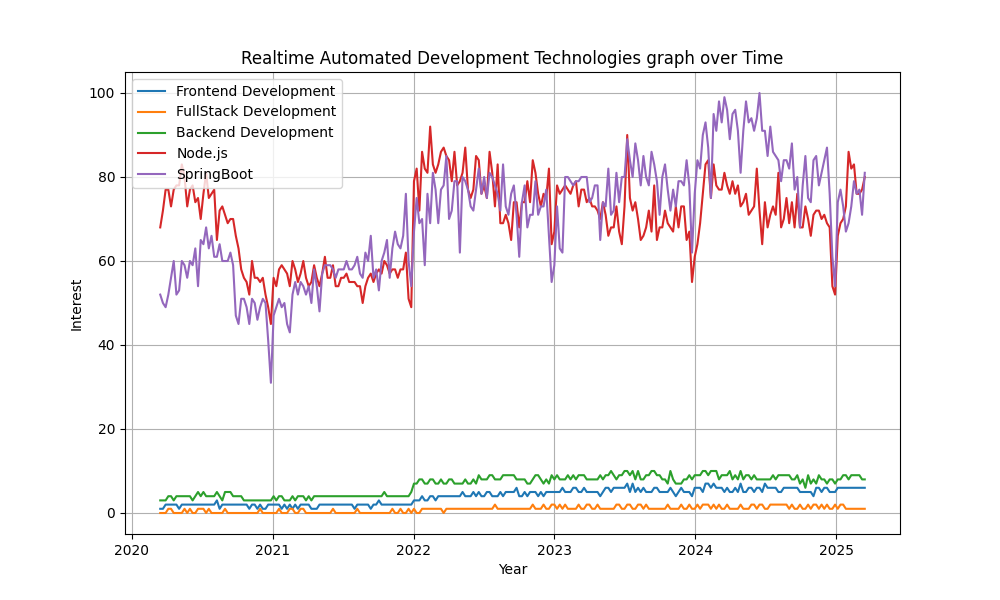 Realtime Automated Development Technologies graph over Time
Frontend Development
FullStack Development
Backend Development
Node.js
SpringBoot
100
80
60
40
20
0
Interest
2020 2021 2022 2023 2024 2025
Year